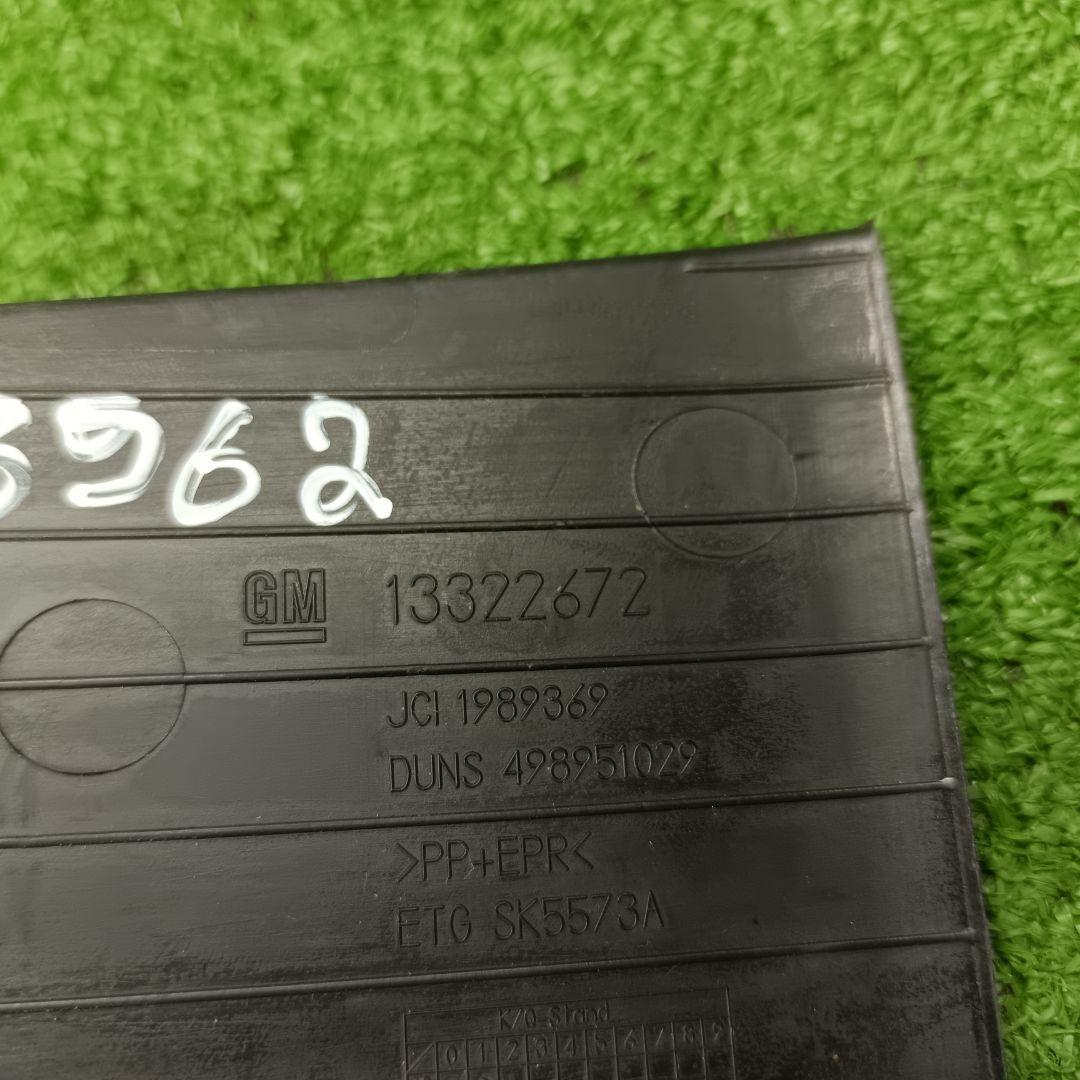 5962
GM 13322672
JCI 1989369
DUNS 498951029
>PP+EPR<
ETG SK5573A
K/O-Stand
/ 0 1 2 3 4 5 6 7 8 9